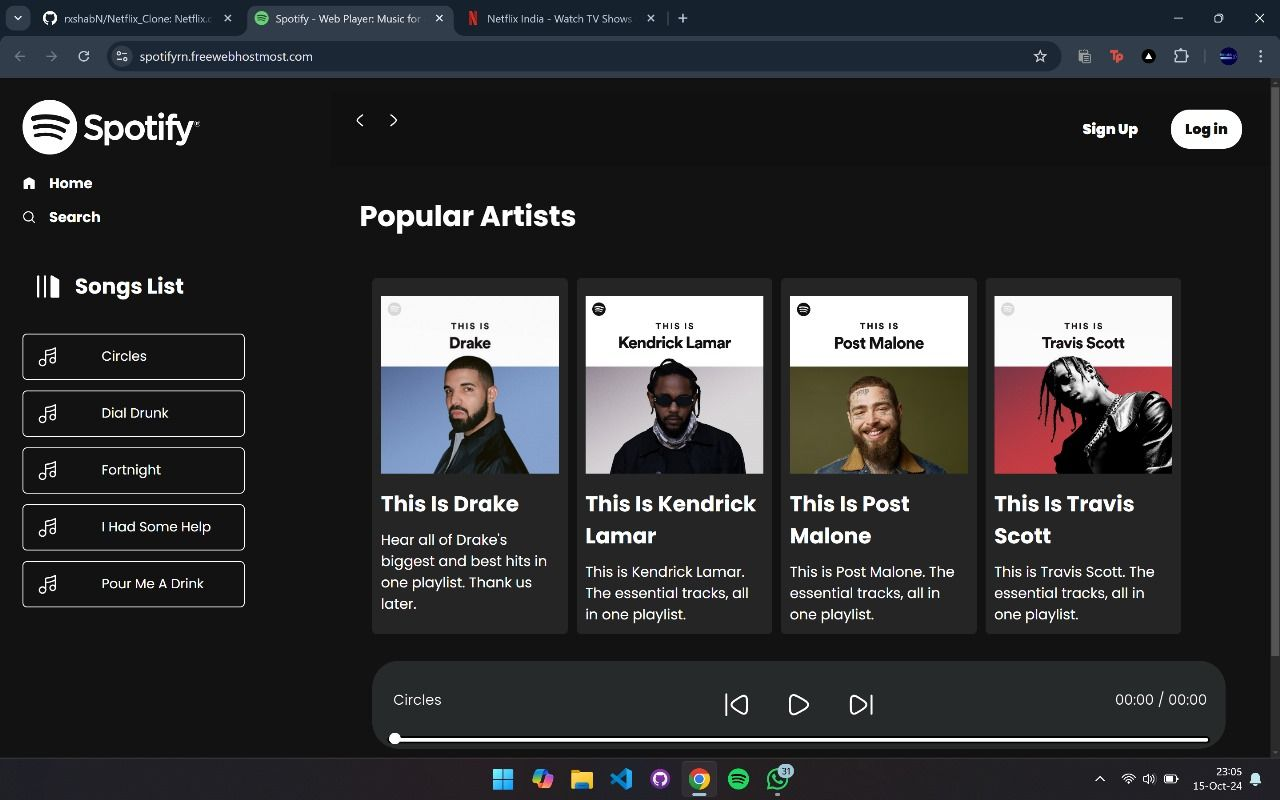 rxshabN/Netflix_Clone: Netflix.c
Spotify - Web Player: Music for
Netflix India - Watch TV Shows
spotifyrn.freewebhostmost.com
Tp
Spotify
Sign Up
Log in
Home
Search
Popular Artists
Songs List
Circles
Dial Drunk
Fortnight
I Had Some Help
Pour Me A Drink
THIS IS
Drake
THIS IS
Kendrick Lamar
THIS IS
Post Malone
THIS IS
Travis Scott
This Is Drake
Hear all of Drake's
biggest and best hits in
one playlist. Thank us
later.
This Is Kendrick
Lamar
This is Kendrick Lamar.
The essential tracks, all
in one playlist.
This Is Post
Malone
This is Post Malone. The
essential tracks, all in
one playlist.
This Is Travis
Scott
This is Travis Scott. The
essential tracks, all in
one playlist.
Circles
00:00 / 00:00
31
23:05
15-Oct-24